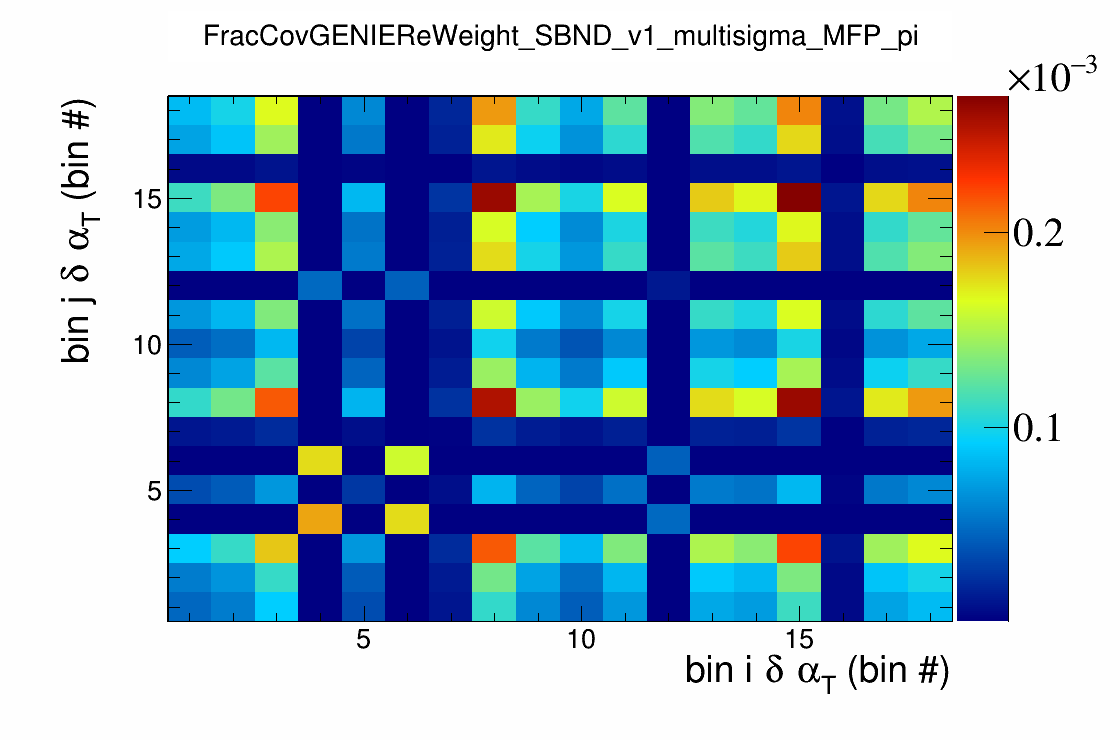 FracCovGENIEReWeight_SBND_v1_multisigma_MFP_pi
×10⁻³
bin j δ α_T (bin #)
15
10
5
0.2
0.1
5 10 15
bin i δ α_T (bin #)